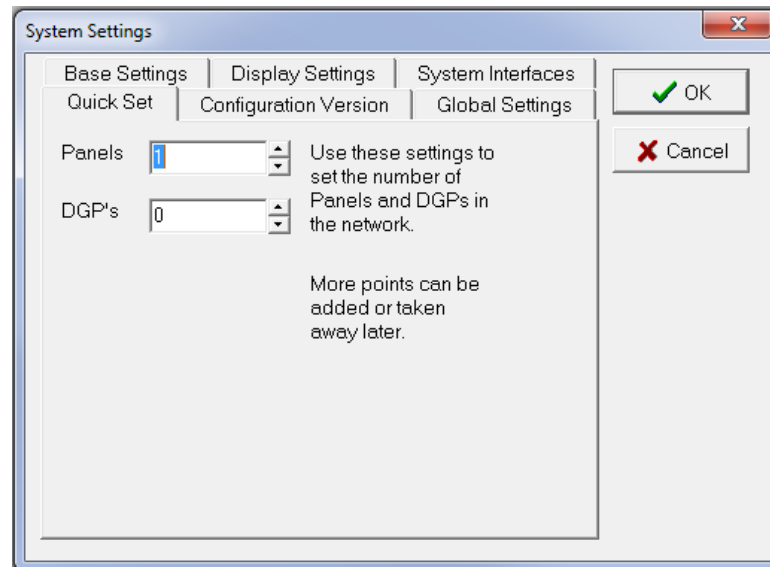 System Settings
Base Settings
Display Settings
System Interfaces
Quick Set
Configuration Version
Global Settings
OK
Cancel
Panels
1
Use these settings to
set the number of
Panels and DGPs in
the network.
DGP's
0
More points can be
added or taken
away later.